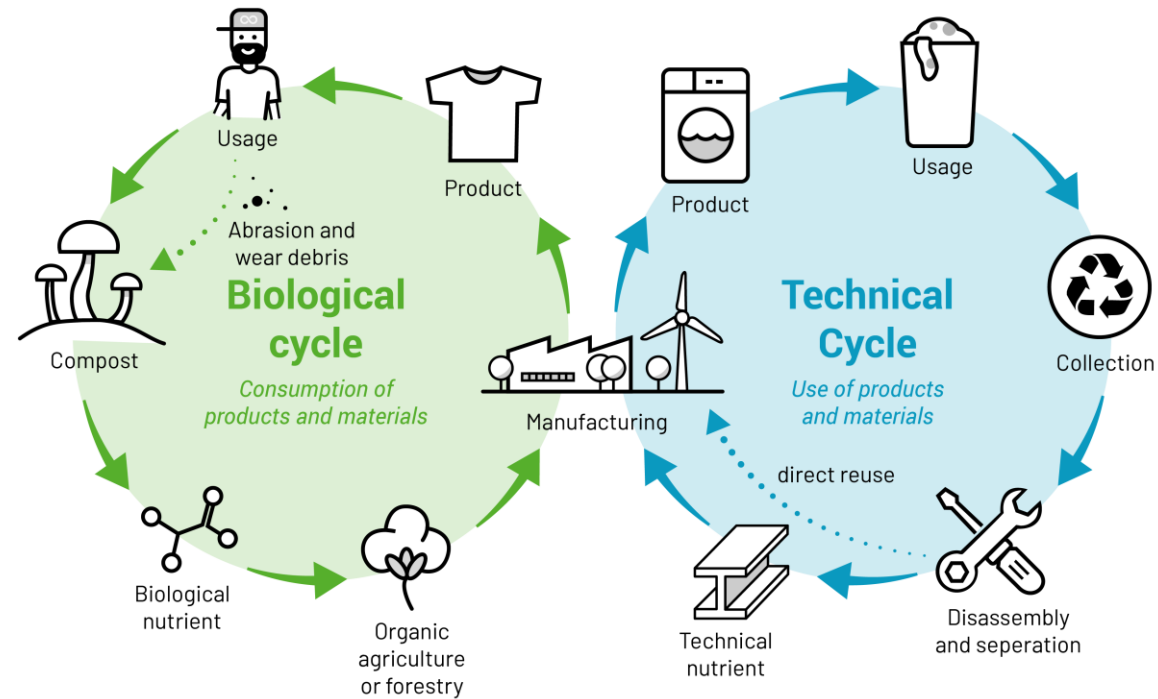 Usage
Product
Abrasion and
wear debris
Biological
cycle
Consumption of
products and materials
Compost
Biological
nutrient
Organic
agriculture
or forestry
Manufacturing
Product
Usage
Technical
Cycle
Use of products
and materials
Collection
direct reuse
Technical
nutrient
Disassembly
and seperation